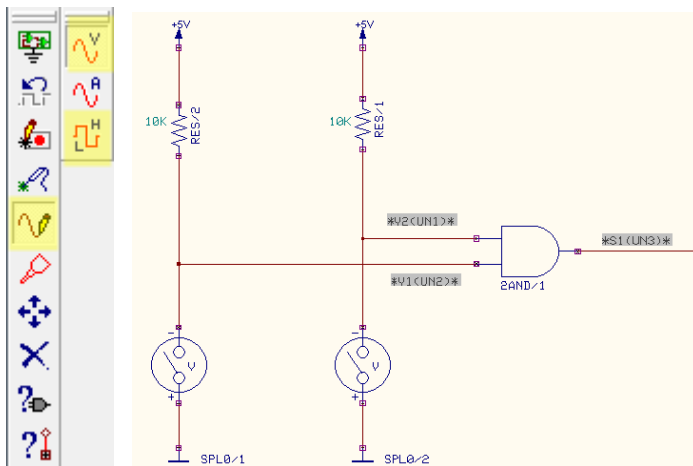 V
A
H
+5V
+5V
10K
RES/2
10K
RES/1
*V2(UN1)*
*S1(UN3)*
*V1(UN2)*
2AND/1
-
V
+
-
V
+
SPL0/1
SPL0/2